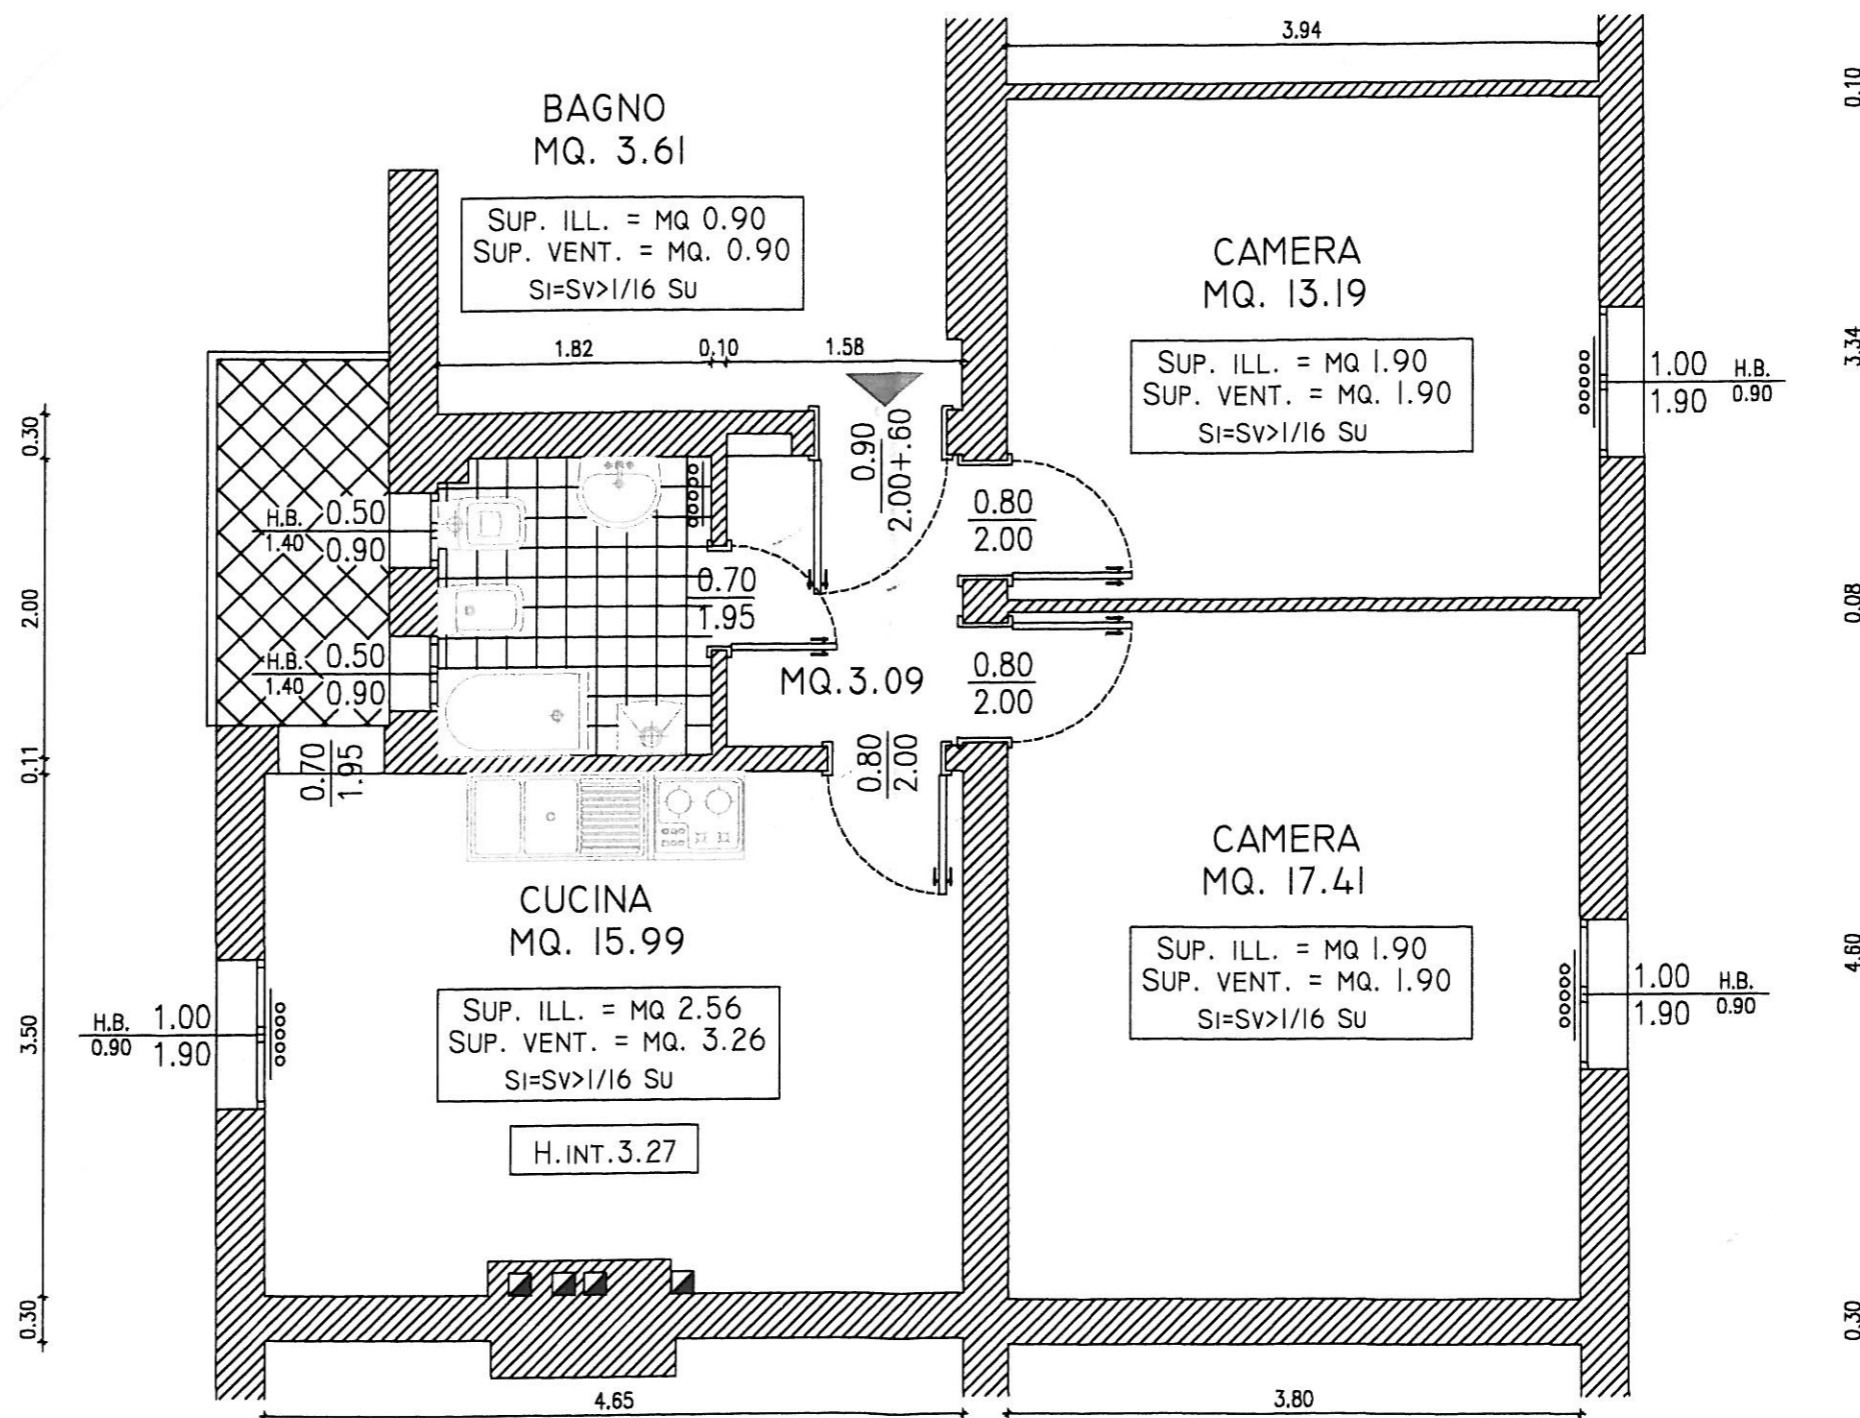 3.94
0.10
BAGNO
MQ. 3.61
SUP. ILL. = MQ 0.90
SUP. VENT. = MQ. 0.90
SI=SV>1/16 SU
CAMERA
MQ. 13.19
SUP. ILL. = MQ 1.90
SUP. VENT. = MQ. 1.90
SI=SV>1/16 SU
1.82
0.10
1.58
3.34
1.00
H.B.
1.90
0.90
0.30
0.90
2.00+.60
H.B.
0.50
1.40
0.90
0.80
2.00
2.00
0.70
1.95
0.08
H.B.
0.50
1.40
0.90
MQ.3.09
0.80
2.00
0.11
0.70
1.95
0.80
2.00
CUCINA
MQ. 15.99
SUP. ILL. = MQ 2.56
SUP. VENT. = MQ. 3.26
SI=SV>1/16 SU
H.INT.3.27
CAMERA
MQ. 17.41
SUP. ILL. = MQ 1.90
SUP. VENT. = MQ. 1.90
SI=SV>1/16 SU
4.60
1.00
H.B.
1.90
0.90
3.50
H.B.
1.00
0.90
1.90
0.30
0.30
4.65
3.80